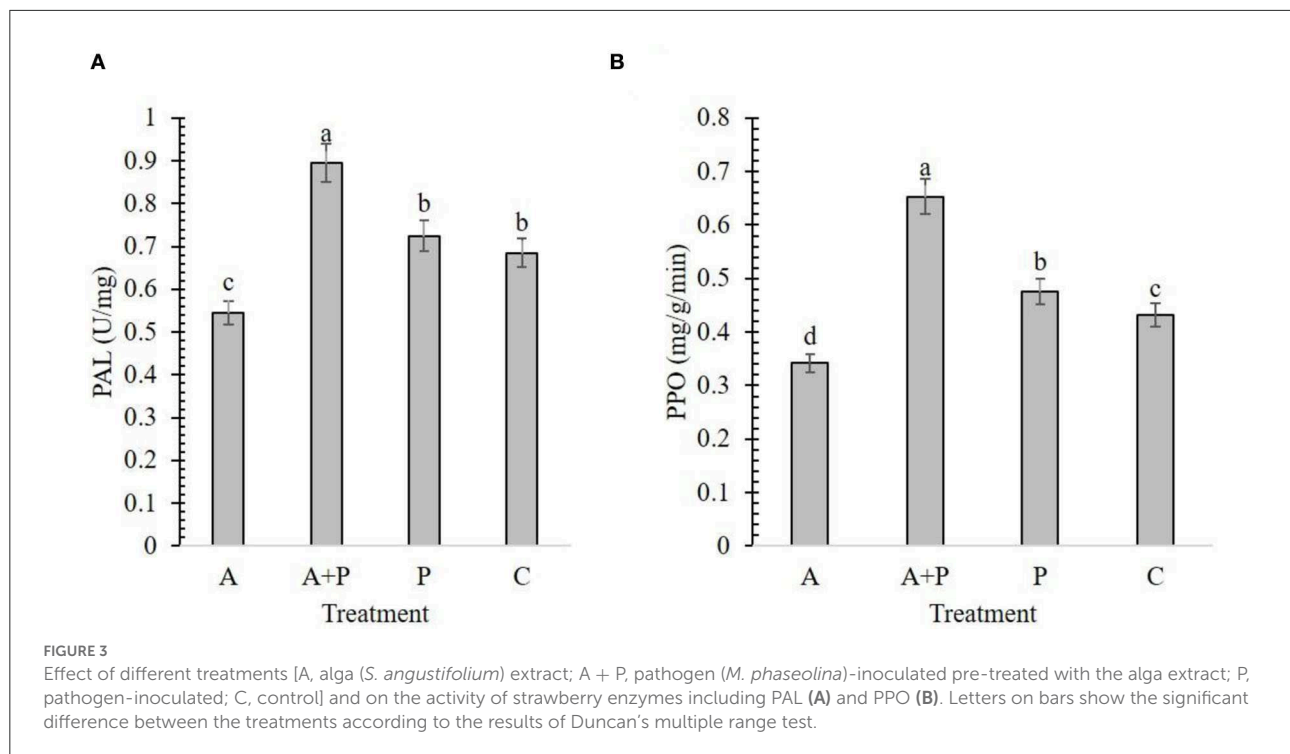 A
PAL (U/mg)
1
0.9
0.8
0.7
0.6
0.5
0.4
0.3
0.2
0.1
0
c
a
b
b
A
A+P
P
C
Treatment
B
PPO (mg/g/min)
0.8
0.7
0.6
0.5
0.4
0.3
0.2
0.1
0
d
a
b
c
A
A+P
P
C
Treatment
FIGURE 3
Effect of different treatments [A, alga (S. angustifolium) extract; A + P, pathogen (M. phaseolina)-inoculated pre-treated with the alga extract; P,
pathogen-inoculated; C, control] and on the activity of strawberry enzymes including PAL (A) and PPO (B). Letters on bars show the significant
difference between the treatments according to the results of Duncan's multiple range test.